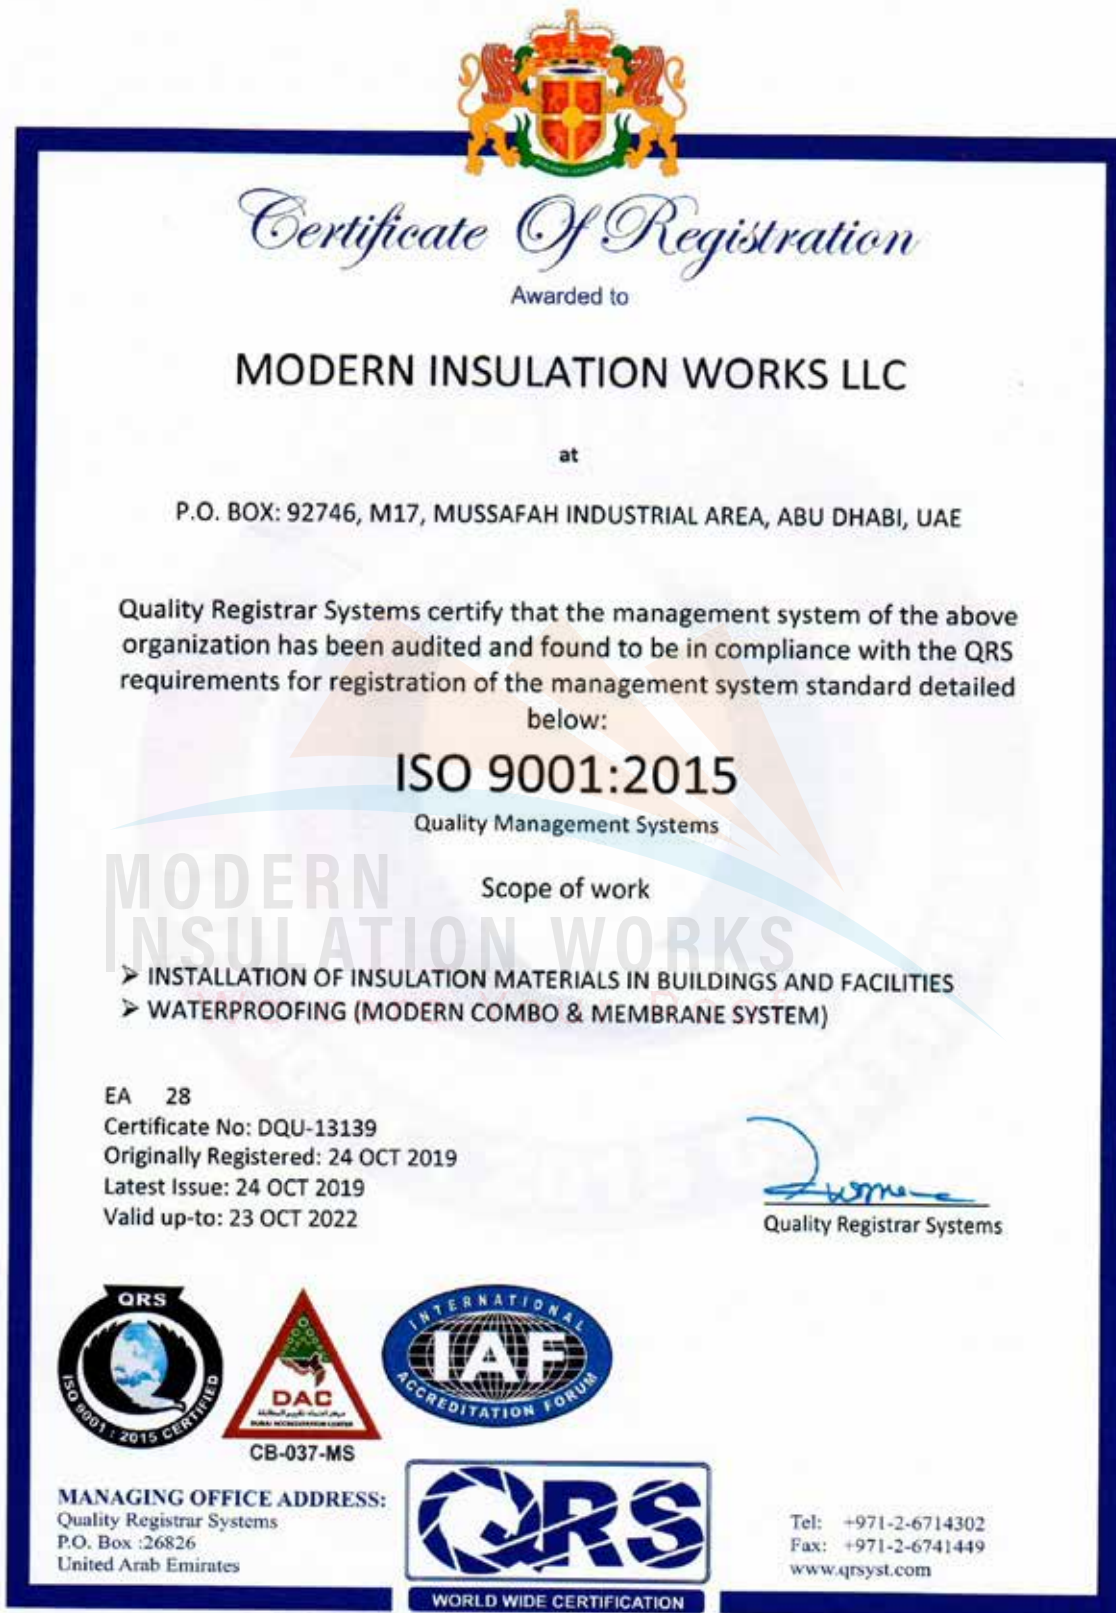 Certificate Of Registration
Awarded to
MODERN INSULATION WORKS LLC
at
P.O. BOX: 92746, M17, MUSSAFAH INDUSTRIAL AREA, ABU DHABI, UAE
Quality Registrar Systems certify that the management system of the above
organization has been audited and found to be in compliance with the QRS
requirements for registration of the management system standard detailed
below:
ISO 9001:2015
Quality Management Systems
MODERN
INSULATION WORKS
Scope of work
➤ INSTALLATION OF INSULATION MATERIALS IN BUILDINGS AND FACILITIES
➤ WATERPROOFING (MODERN COMBO & MEMBRANE SYSTEM)
EA 28
Certificate No: DQU-13139
Originally Registered: 24 OCT 2019
Latest Issue: 24 OCT 2019
Valid up-to: 23 OCT 2022
Quality Registrar Systems
QRS
ISO 9001 : 2015 CERTIFIED
DAC
DUBAI ACCREDITATION CENTER
CB-037-MS
INTERNATIONAL
IAF
ACCREDITATION FORUM
MANAGING OFFICE ADDRESS:
Quality Registrar Systems
P.O. Box :26826
United Arab Emirates
QRS
WORLD WIDE CERTIFICATION
Tel: +971-2-6714302
Fax: +971-2-6741449
www.qrsyst.com